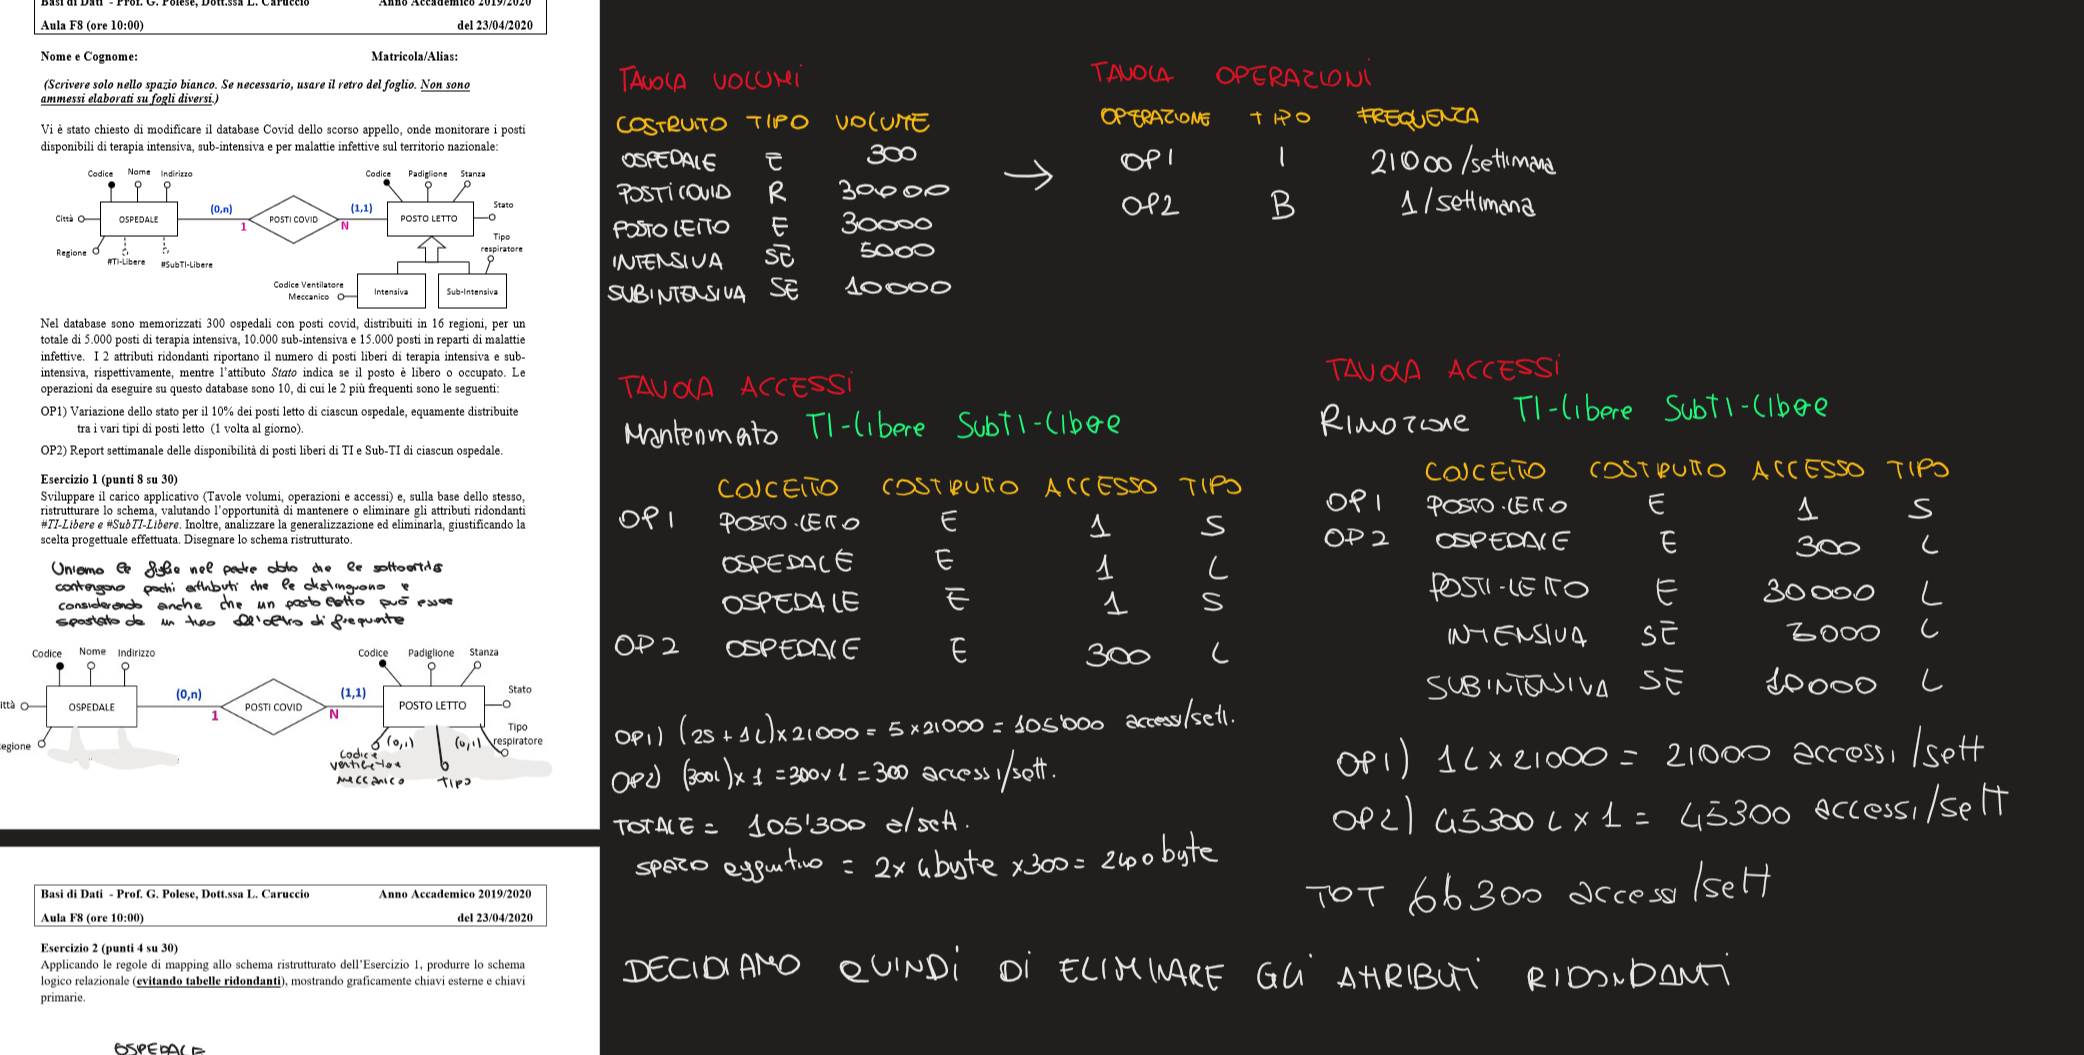 Basi di Dati - Prof. G. Polese, Dott.ssa L. Caruccio Anno Accademico 2019/2020
Aula F8 (ore 10:00) del 23/04/2020
Nome e Cognome: Matricola/Alias:
(Scrivere solo nello spazio bianco. Se necessario, usare il retro del foglio. Non sono
ammessi elaborati su fogli diversi.)
Vi è stato chiesto di modificare il database Covid dello scorso appello, onde monitorare i posti
disponibili di terapia intensiva, sub-intensiva e per malattie infettive sul territorio nazionale:
Codice Nome Indirizzo Codice Padiglione Stanza
Città OSPEDALE (0,n) 1 POSTI COVID (1,1) N POSTO LETTO Stato
Regione #TI-Libere #SubTI-Libere Tipo
respiratore
Codice Ventilatore
Meccanico Intensiva Sub-Intensiva
Nel database sono memorizzati 300 ospedali con posti covid, distribuiti in 16 regioni, per un
totale di 5.000 posti di terapia intensiva, 10.000 sub-intensiva e 15.000 posti in reparti di malattie
infettive. I 2 attributi ridondanti riportano il numero di posti liberi di terapia intensiva e sub-
intensiva, rispettivamente, mentre l'attibuto Stato indica se il posto è libero o occupato. Le
operazioni da eseguire su questo database sono 10, di cui le 2 più frequenti sono le seguenti:
OP1) Variazione dello stato per il 10% dei posti letto di ciascun ospedale, equamente distribuite
tra i vari tipi di posti letto (1 volta al giorno).
OP2) Report settimanale delle disponibilità di posti liberi di TI e Sub-TI di ciascun ospedale.
Esercizio 1 (punti 8 su 30)
Sviluppare il carico applicativo (Tavole volumi, operazioni e accessi) e, sulla base dello stesso,
ristrutturare lo schema, valutando l'opportunità di mantenere o eliminare gli attributi ridondanti
#TI-Libere e #SubTI-Libere. Inoltre, analizzare la generalizzazione ed eliminarla, giustificando la
scelta progettuale effettuata. Disegnare lo schema ristrutturato.
Uniamo le figlie nel padre dato che le sottoentità
contengono pochi attributi che le distinguono e
considerando anche che un posto letto può essere
spostato da un tipo all'altro di frequente
Codice Nome Indirizzo Codice Padiglione Stanza
ittà OSPEDALE (0,n) 1 POSTI COVID (1,1) N POSTO LETTO Stato
egione Tipo
respiratore
(0,1) (0,1)
Codice
ventilatore
meccanico TIPO
Basi di Dati - Prof. G. Polese, Dott.ssa L. Caruccio Anno Accademico 2019/2020
Aula F8 (ore 10:00) del 23/04/2020
Esercizio 2 (punti 4 su 30)
Applicando le regole di mapping allo schema ristrutturato dell'Esercizio 1, produrre lo schema
logico relazionale (evitando tabelle ridondanti), mostrando graficamente chiavi esterne e chiavi
primarie.
OSPEDALE
TAVOLA VOLUMI
COSTRUTTO TIPO VOLUME
OSPEDALE E 300
POSTI COVID R 30000
POSTO LETTO E 30000
INTENSIVA SE 5000
SUBINTENSIVA SE 10000
→
TAVOLA OPERAZIONI
OPERAZIONE TIPO FREQUENZA
OP1 I 21000/settimana
OP2 B 1/settimana
TAVOLA ACCESSI
Mantenimento TI-libere SubTI-libere
CONCETTO COSTRUTTO ACCESSO TIPO
OP1 POSTO-LETTO E 1 S
OSPEDALE E 1 L
OSPEDALE E 1 S
OP2 OSPEDALE E 300 L
OP1) (2S + 1L) x 21000 = 5 x 21000 = 105'000 accessi/sett.
OP2) (300L) x 1 = 300 L = 300 accessi/sett.
TOTALE = 105'300 a/sett.
spazio aggiuntivo = 2x 4byte x300 = 2400 byte
TAVOLA ACCESSI
Rimozione TI-libere SubTI-libere
CONCETTO COSTRUTTO ACCESSO TIPO
OP1 POSTO-LETTO E 1 S
OP2 OSPEDALE E 300 L
POSTI-LETTO E 30000 L
INTENSIVA SE 5000 L
SUBINTENSIVA SE 10000 L
OP1) 1L x 21000 = 21000 accessi/sett
OP2) 45300 L x 1 = 45300 accessi/sett
TOT 66300 accessi/sett
DECIDIAMO QUINDI DI ELIMINARE GLI ATTRIBUTI RIDONDANTI